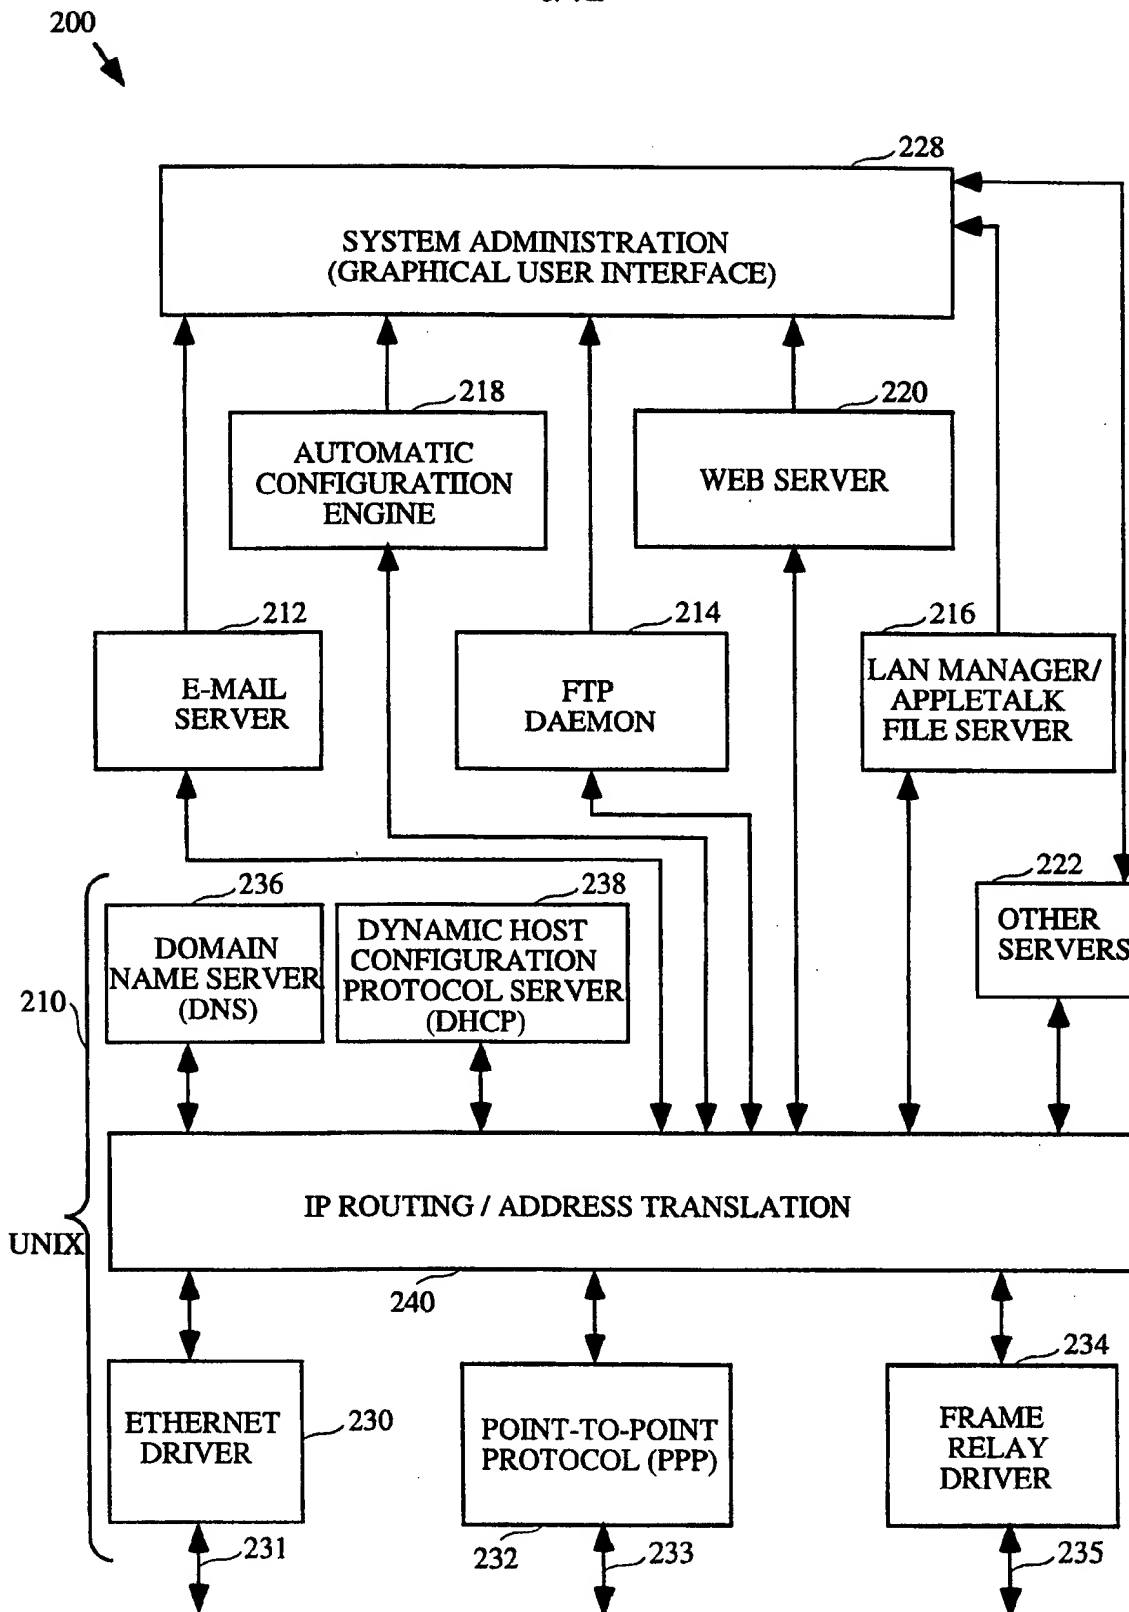 200
228
SYSTEM ADMINISTRATION
(GRAPHICAL USER INTERFACE)
218
220
AUTOMATIC
CONFIGURATIION
ENGINE
WEB SERVER
212
214
216
E-MAIL
SERVER
FTP
DAEMON
LAN MANAGER/
APPLETALK
FILE SERVER
236
238
222
DOMAIN
NAME SERVER
(DNS)
DYNAMIC HOST
CONFIGURATION
PROTOCOL SERVER
(DHCP)
OTHER
SERVERS
210
UNIX
IP ROUTING / ADDRESS TRANSLATION
240
234
ETHERNET
DRIVER
230
POINT-TO-POINT
PROTOCOL (PPP)
FRAME
RELAY
DRIVER
231
232
233
235